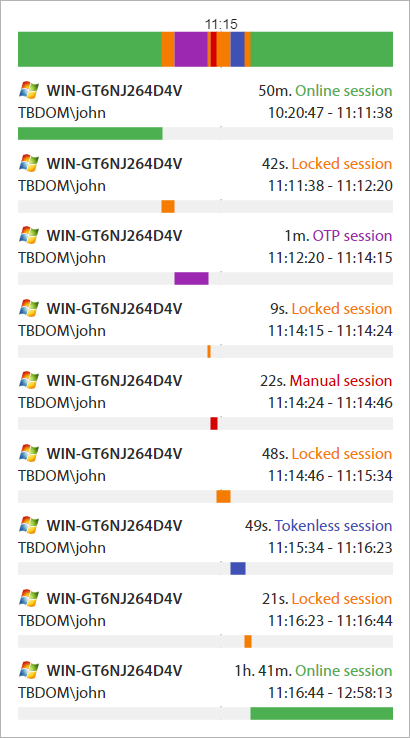 11:15
WIN-GT6NJ264D4V 50m. Online session
TBDOM\john 10:20:47 - 11:11:38
WIN-GT6NJ264D4V 42s. Locked session
TBDOM\john 11:11:38 - 11:12:20
WIN-GT6NJ264D4V 1m. OTP session
TBDOM\john 11:12:20 - 11:14:15
WIN-GT6NJ264D4V 9s. Locked session
TBDOM\john 11:14:15 - 11:14:24
WIN-GT6NJ264D4V 22s. Manual session
TBDOM\john 11:14:24 - 11:14:46
WIN-GT6NJ264D4V 48s. Locked session
TBDOM\john 11:14:46 - 11:15:34
WIN-GT6NJ264D4V 49s. Tokenless session
TBDOM\john 11:15:34 - 11:16:23
WIN-GT6NJ264D4V 21s. Locked session
TBDOM\john 11:16:23 - 11:16:44
WIN-GT6NJ264D4V 1h. 41m. Online session
TBDOM\john 11:16:44 - 12:58:13